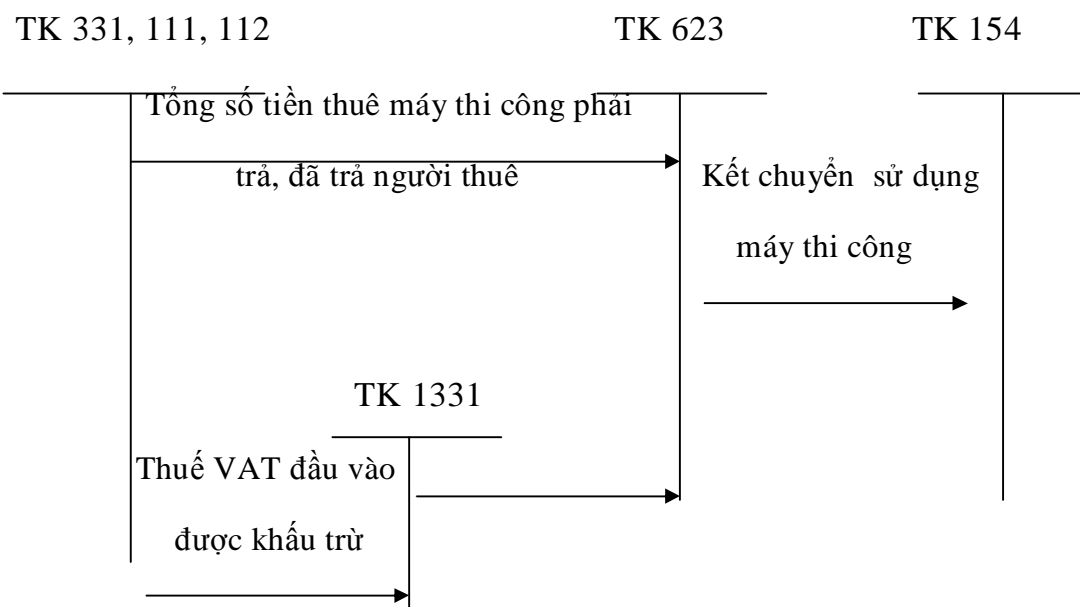 TK 331, 111, 112 TK 623 TK 154
Tổng số tiền thuê máy thi công phải
trả, đã trả người thuê
Kết chuyển sử dụng
máy thi công
TK 1331
Thuế VAT đầu vào
được khấu trừ